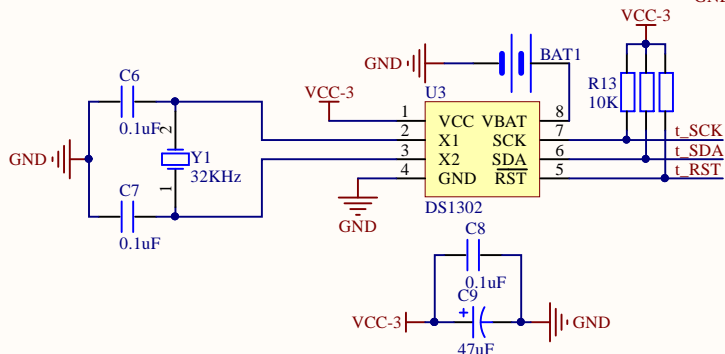 GND
VCC-3
GND
BAT1
C6
VCC-3
U3
R13
10K
0.1uF
2
1
VCC
VBAT
8
t_SCK
2
X1
SCK
7
GND
Y1
32KHz
3
X2
SDA
6
t_SDA
1
4
GND
RST
5
t_RST
C7
0.1uF
GND
DS1302
C8
0.1uF
C9
VCC-3
+
GND
47uF